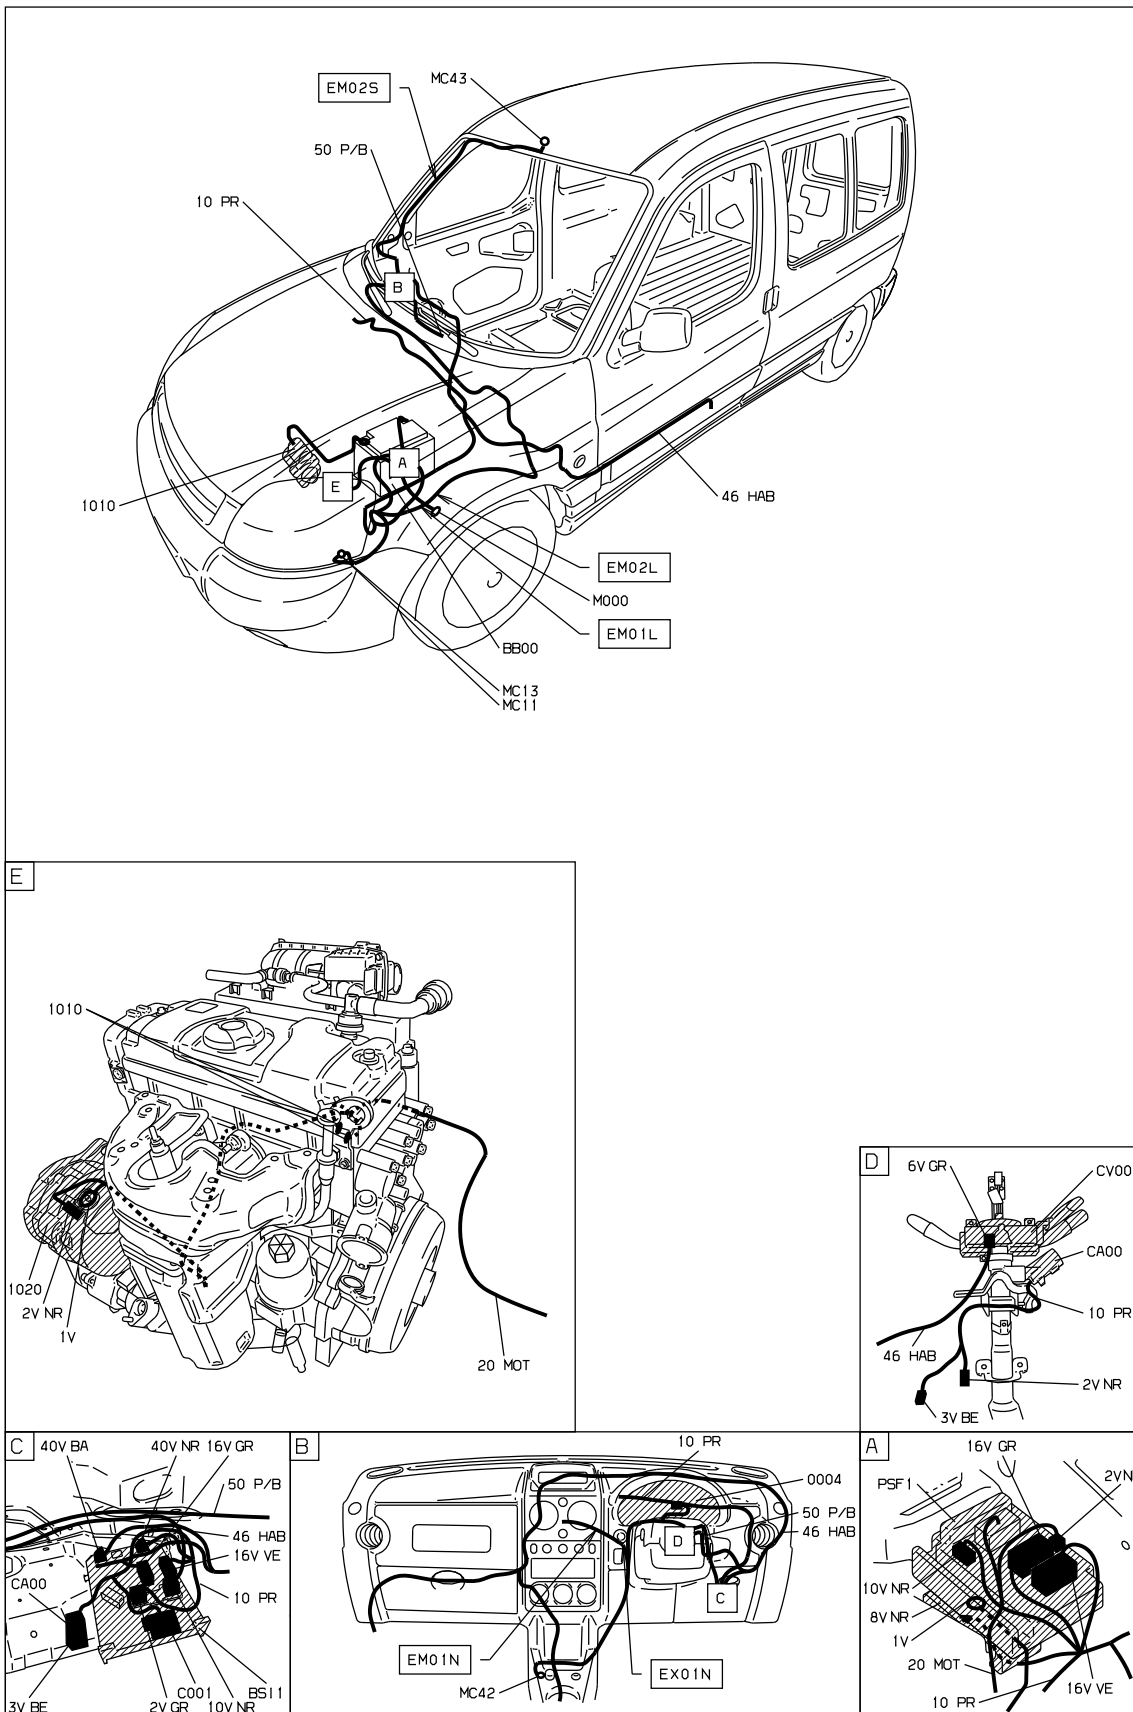 EM02S
MC43
50 P/B
10 PR
B
A
E
1010
46 HAB
EM02L
M000
EM01L
BB00
MC13
MC11
E
1010
1020
2V NR
1V
20 MOT
D
6V GR
CV00
CA00
10 PR
46 HAB
2V NR
3V BE
C
40V BA
40V NR
16V GR
50 P/B
46 HAB
16V VE
CA00
10 PR
C001
BSI1
3V BE
2V GR
10V NR
B
10 PR
0004
50 P/B
46 HAB
D
C
EM01N
EX01N
MC42
A
16V GR
PSF1
2V N
10V NR
8V NR
1V
20 MOT
10 PR
16V VE